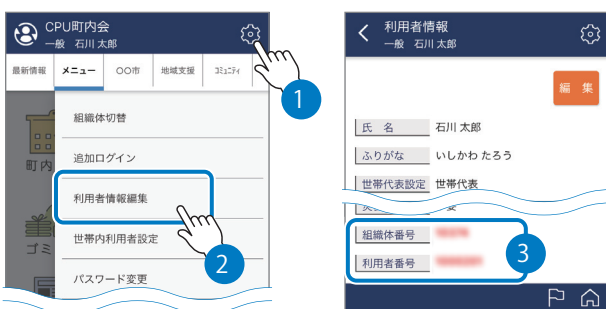 CPU町内会
一般 石川 太郎
最新情報 メニュー 〇〇市 地域支援 ｺﾐｭﾆﾃｨ
1
組織体切替
追加ログイン
町内
利用者情報編集
世帯内利用者設定
ゴミ
2
パスワード変更
利用者情報
一般 石川 太郎
編 集
氏 名 石川 太郎
ふりがな いしかわ たろう
世帯代表設定 世帯代表
組織体番号
利用者番号
3